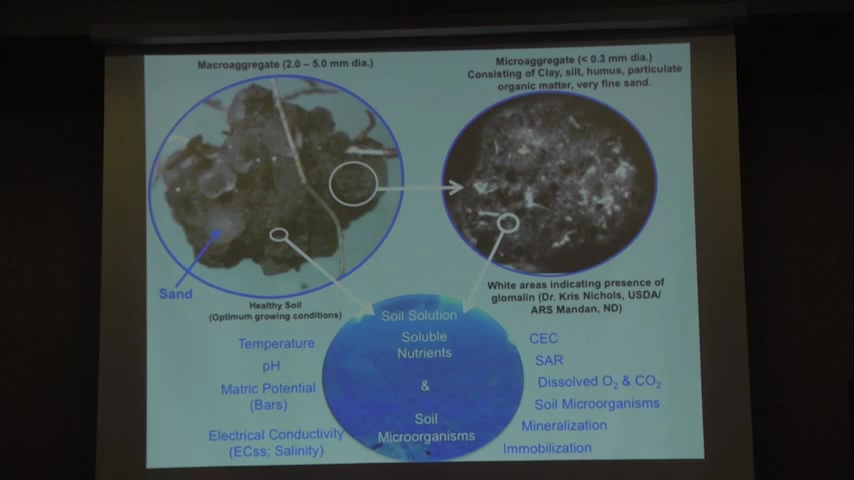 Macroaggregate (2.0 – 5.0 mm dia.)
Microaggregate (< 0.3 mm dia.)
Consisting of Clay, silt, humus, particulate
organic matter, very fine sand.
Sand
Healthy Soil
(Optimum growing conditions)
White areas indicating presence of
glomalin (Dr. Kris Nichols, USDA/
ARS Mandan, ND)
Soil Solution
Soluble
Nutrients
&
Soil
Microorganisms
Temperature
pH
Matric Potential
(Bars)
Electrical Conductivity
(ECss; Salinity)
CEC
SAR
Dissolved O₂ & CO₂
Soil Microorganisms
Mineralization
Immobilization